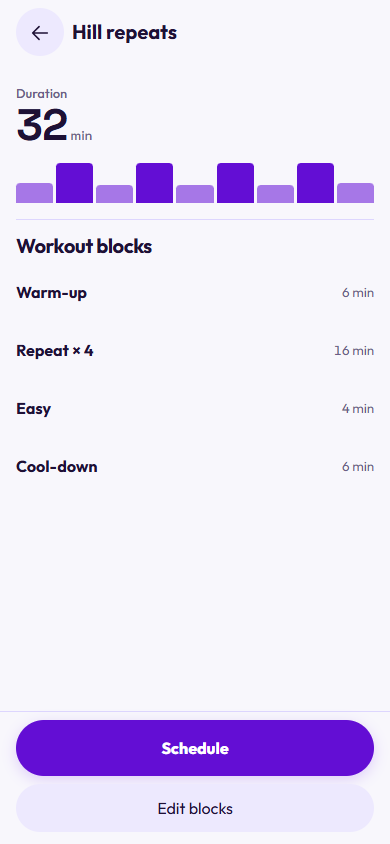 Hill repeats
Duration
32 min
Workout blocks
Warm-up 6 min
Repeat × 4 16 min
Easy 4 min
Cool-down 6 min
Schedule
Edit blocks